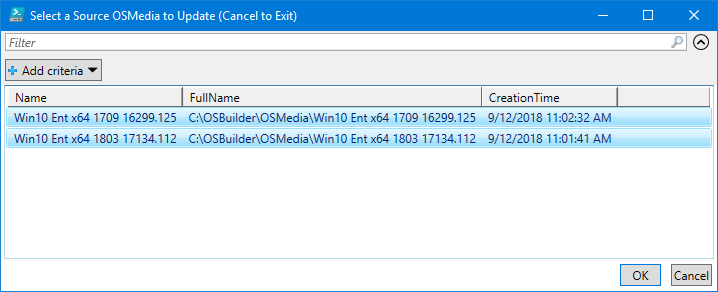 Select a Source OSMedia to Update (Cancel to Exit)
Filter
Add criteria
Name FullName CreationTime
Win10 Ent x64 1709 16299.125 C:\OSBuilder\OSMedia\Win10 Ent x64 1709 16299.125 9/12/2018 11:02:32 AM
Win10 Ent x64 1803 17134.112 C:\OSBuilder\OSMedia\Win10 Ent x64 1803 17134.112 9/12/2018 11:01:41 AM
OK Cancel